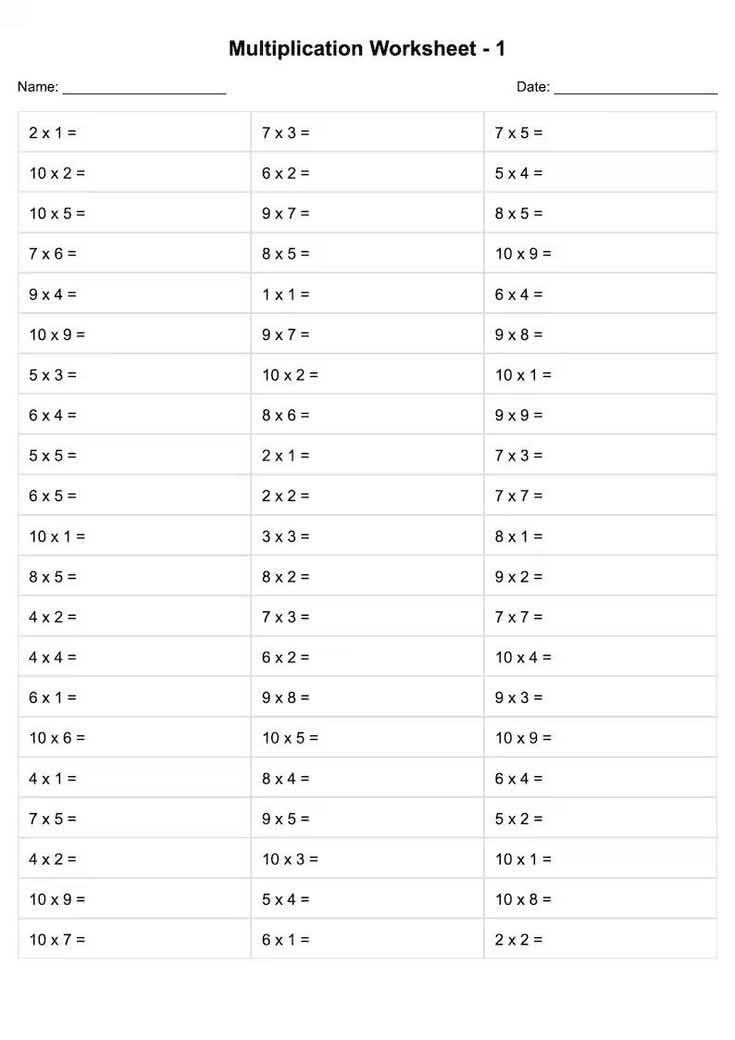 Multiplication Worksheet - 1
Name: ____________________ Date: ____________________
2 x 1 = 7 x 3 = 7 x 5 =
10 x 2 = 6 x 2 = 5 x 4 =
10 x 5 = 9 x 7 = 8 x 5 =
7 x 6 = 8 x 5 = 10 x 9 =
9 x 4 = 1 x 1 = 6 x 4 =
10 x 9 = 9 x 7 = 9 x 8 =
5 x 3 = 10 x 2 = 10 x 1 =
6 x 4 = 8 x 6 = 9 x 9 =
5 x 5 = 2 x 1 = 7 x 3 =
6 x 5 = 2 x 2 = 7 x 7 =
10 x 1 = 3 x 3 = 8 x 1 =
8 x 5 = 8 x 2 = 9 x 2 =
4 x 2 = 7 x 3 = 7 x 7 =
4 x 4 = 6 x 2 = 10 x 4 =
6 x 1 = 9 x 8 = 9 x 3 =
10 x 6 = 10 x 5 = 10 x 9 =
4 x 1 = 8 x 4 = 6 x 4 =
7 x 5 = 9 x 5 = 5 x 2 =
4 x 2 = 10 x 3 = 10 x 1 =
10 x 9 = 5 x 4 = 10 x 8 =
10 x 7 = 6 x 1 = 2 x 2 =